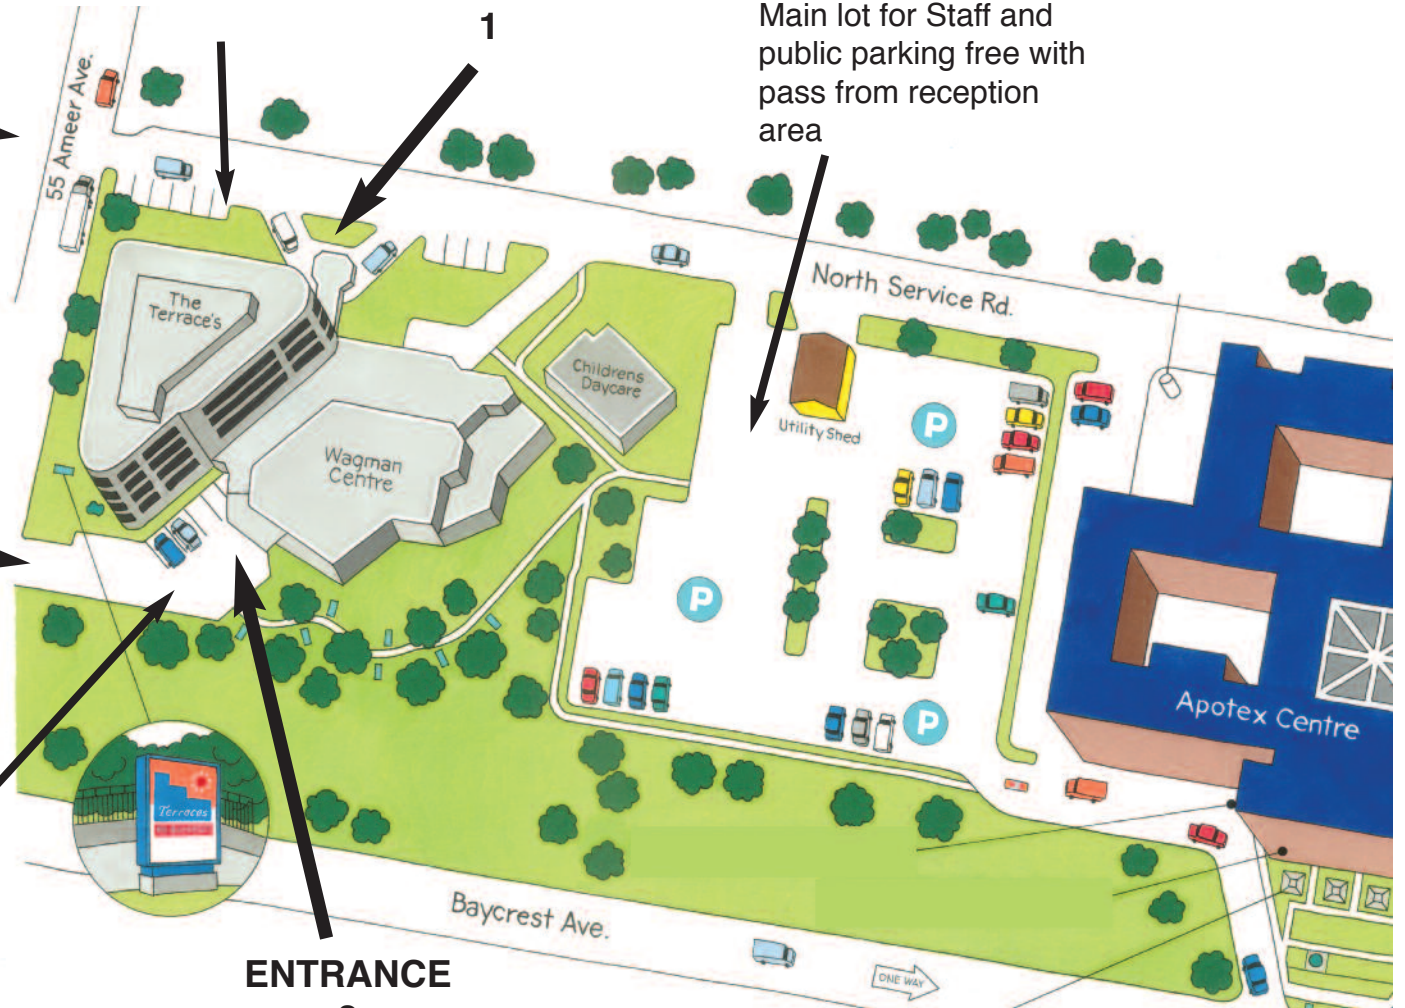 1
Main lot for Staff and
public parking free with
pass from reception
area
55 Ameer Ave.
North Service Rd.
The
Terrace's
Childrens
Daycare
Utility Shed
P
Wagman
Centre
P
P
Apotex Centre
Terraces
Baycrest Ave.
ONE WAY
ENTRANCE